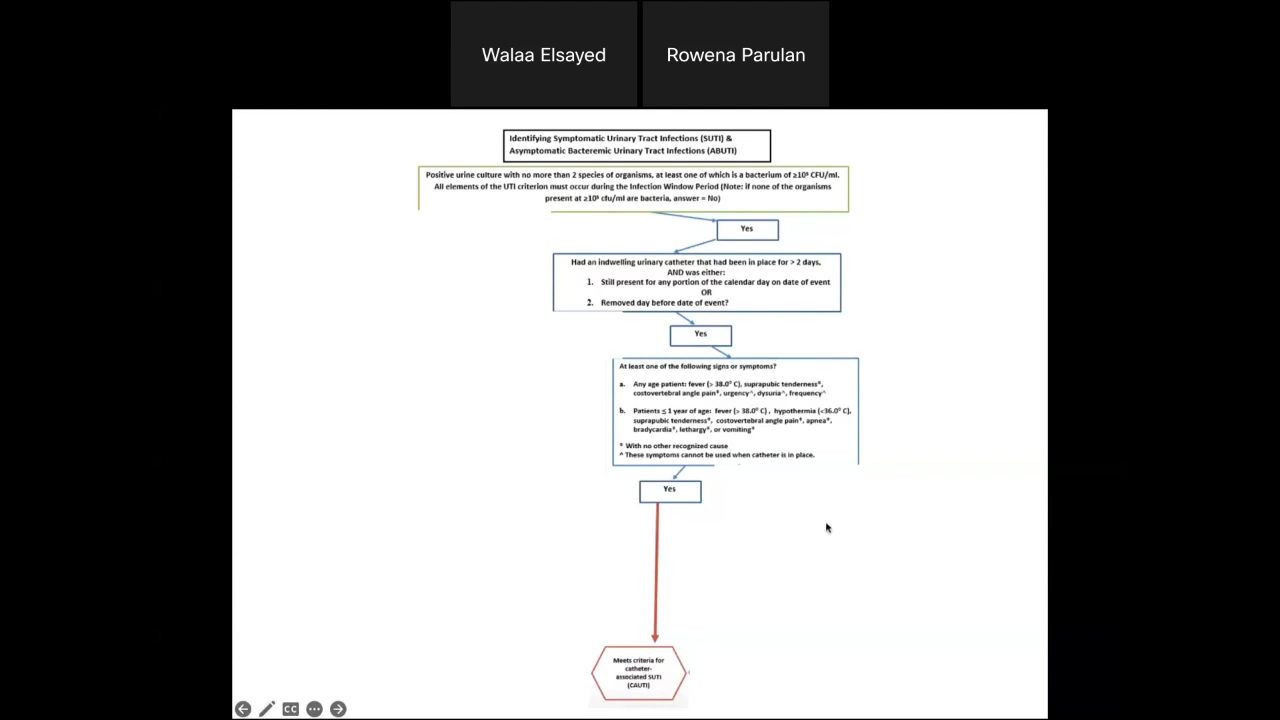 Walaa Elsayed
Rowena Parulan
Identifying Symptomatic Urinary Tract Infections (SUTI) &
Asymptomatic Bacteremic Urinary Tract Infections (ABUTI)
Positive urine culture with no more than 2 species of organisms, at least one of which is a bacterium of ≥10⁵ CFU/ml.
All elements of the UTI criterion must occur during the Infection Window Period (Note: if none of the organisms
present at ≥10⁵ cfu/ml are bacteria, answer = No)
Yes
Had an indwelling urinary catheter that had been in place for > 2 days,
AND was either:
1. Still present for any portion of the calendar day on date of event
OR
2. Removed day before date of event?
Yes
At least one of the following signs or symptoms?
a. Any age patient: fever (> 38.0° C), suprapubic tenderness*,
costovertebral angle pain*, urgency^, dysuria^, frequency^
b. Patients ≤ 1 year of age: fever (> 38.0° C) , hypothermia (<36.0° C),
suprapubic tenderness*, costovertebral angle pain*, apnea*,
bradycardia*, lethargy*, or vomiting*
* With no other recognized cause
^ These symptoms cannot be used when catheter is in place.
Yes
Meets criteria for
catheter-
associated SUTI
(CAUTI)
CC